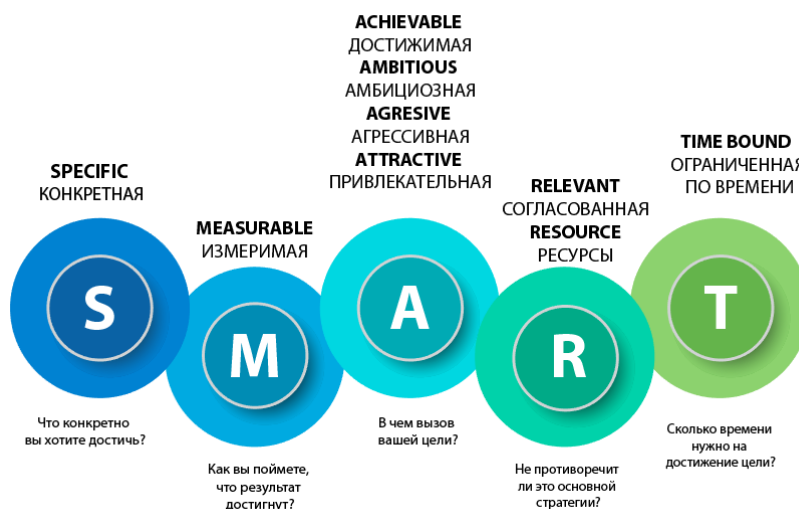 SPECIFIC
КОНКРЕТНАЯ
MEASURABLE
ИЗМЕРИМАЯ
ACHIEVABLE
ДОСТИЖИМАЯ
AMBITIOUS
АМБИЦИОЗНАЯ
AGRESIVE
АГРЕССИВНАЯ
ATTRACTIVE
ПРИВЛЕКАТЕЛЬНАЯ
RELEVANT
СОГЛАСОВАННАЯ
RESOURCE
РЕСУРСЫ
TIME BOUND
ОГРАНИЧЕННАЯ
ПО ВРЕМЕНИ
S
M
A
R
T
Что конкретно
вы хотите достичь?
Как вы поймете,
что результат
достигнут?
В чем вызов
вашей цели?
Не противоречит
ли это основной
стратегии?
Сколько времени
нужно на
достижение цели?